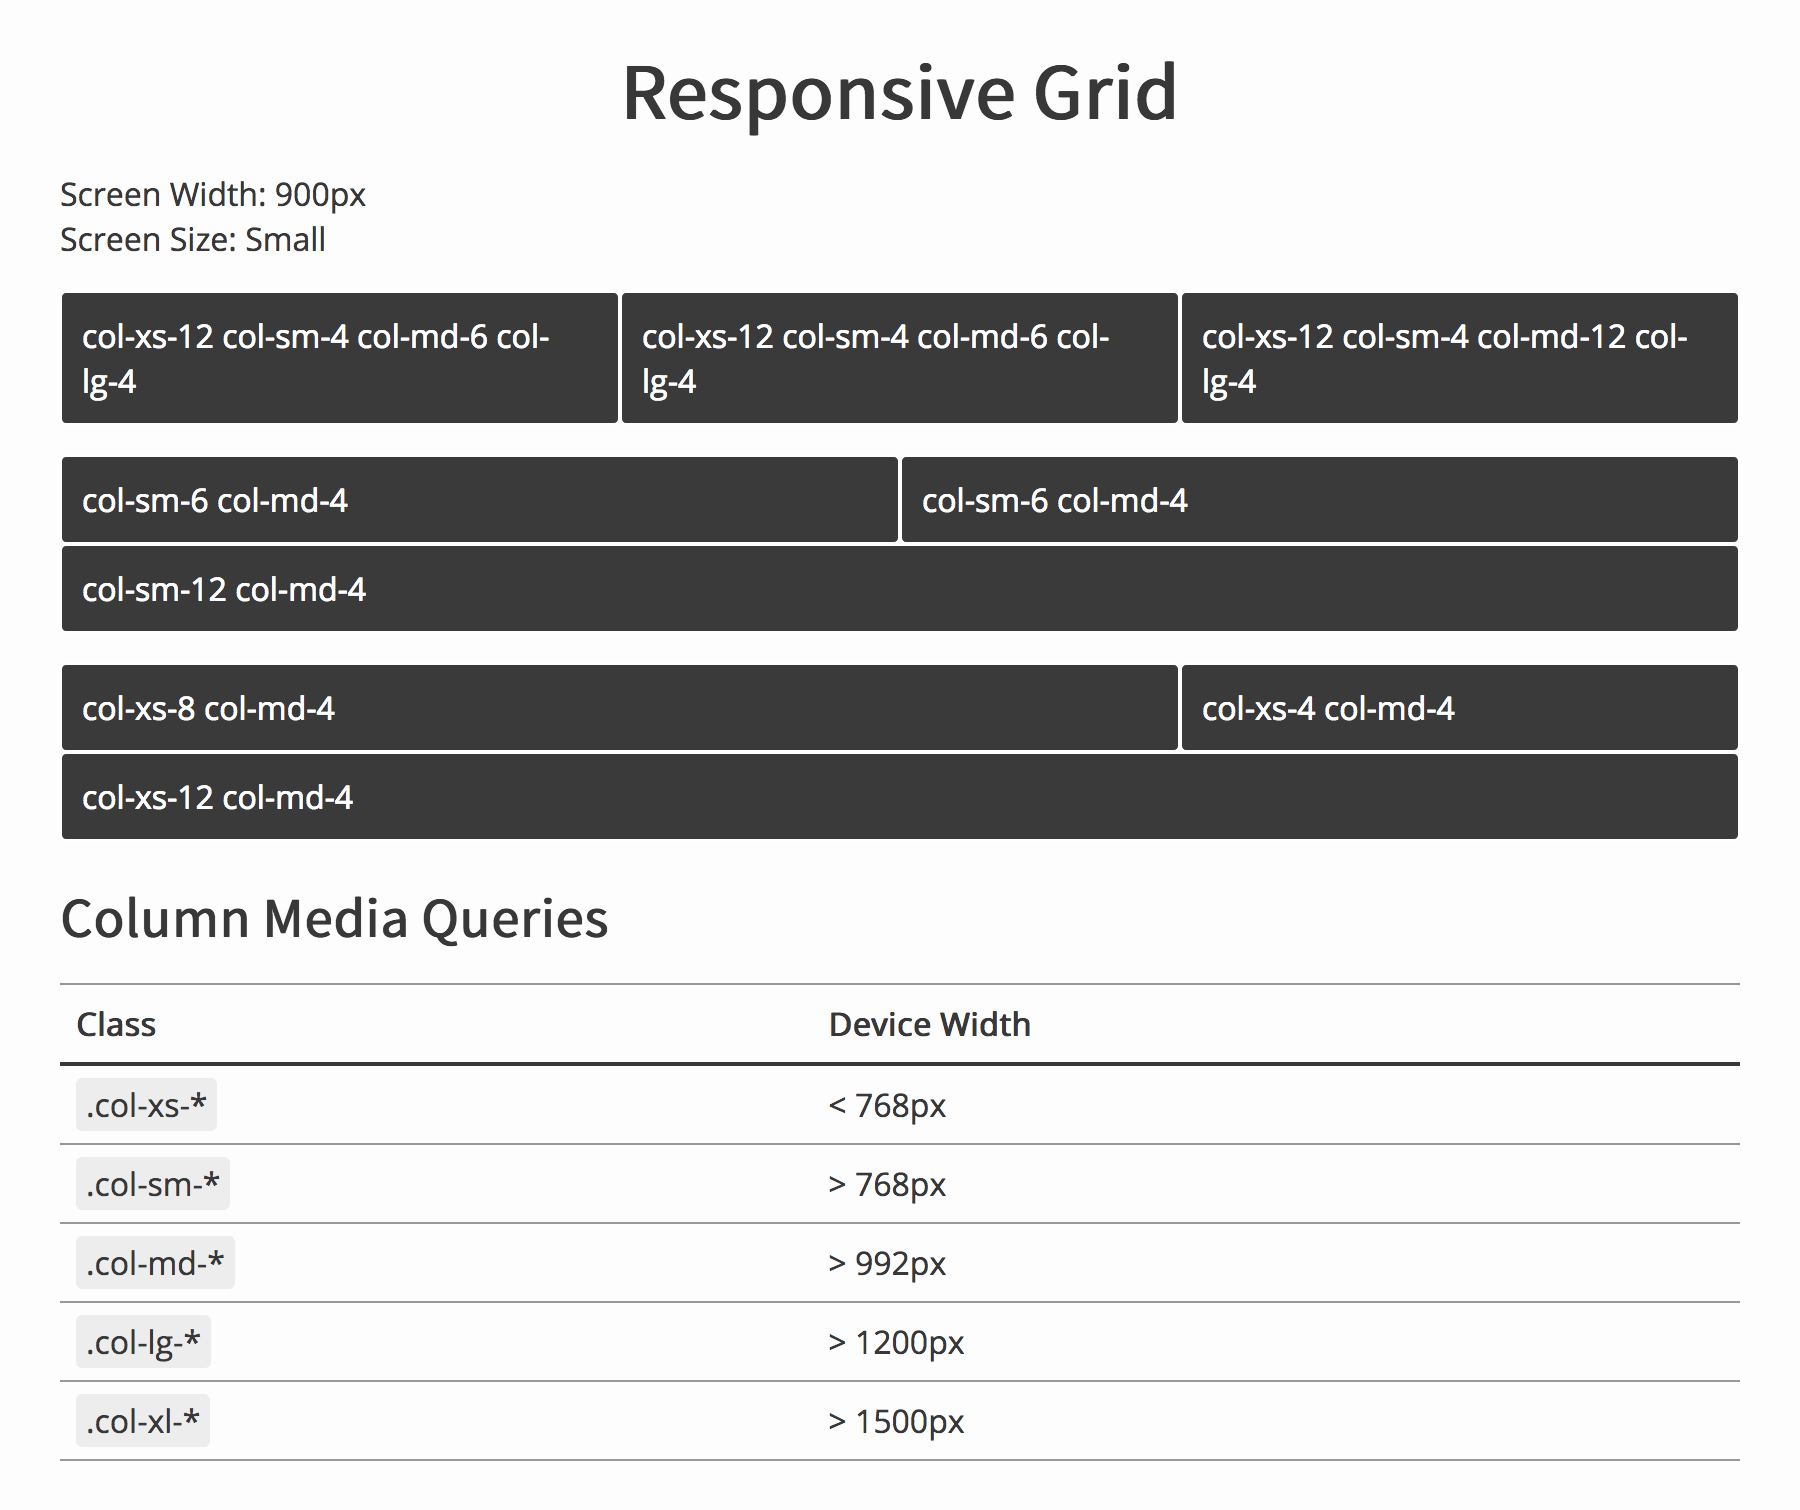 Responsive Grid
Screen Width: 900px
Screen Size: Small
col-xs-12 col-sm-4 col-md-6 col-
lg-4
col-xs-12 col-sm-4 col-md-6 col-
lg-4
col-xs-12 col-sm-4 col-md-12 col-
lg-4
col-sm-6 col-md-4
col-sm-6 col-md-4
col-sm-12 col-md-4
col-xs-8 col-md-4
col-xs-4 col-md-4
col-xs-12 col-md-4
Column Media Queries
Class Device Width
.col-xs-* < 768px
.col-sm-* > 768px
.col-md-* > 992px
.col-lg-* > 1200px
.col-xl-* > 1500px